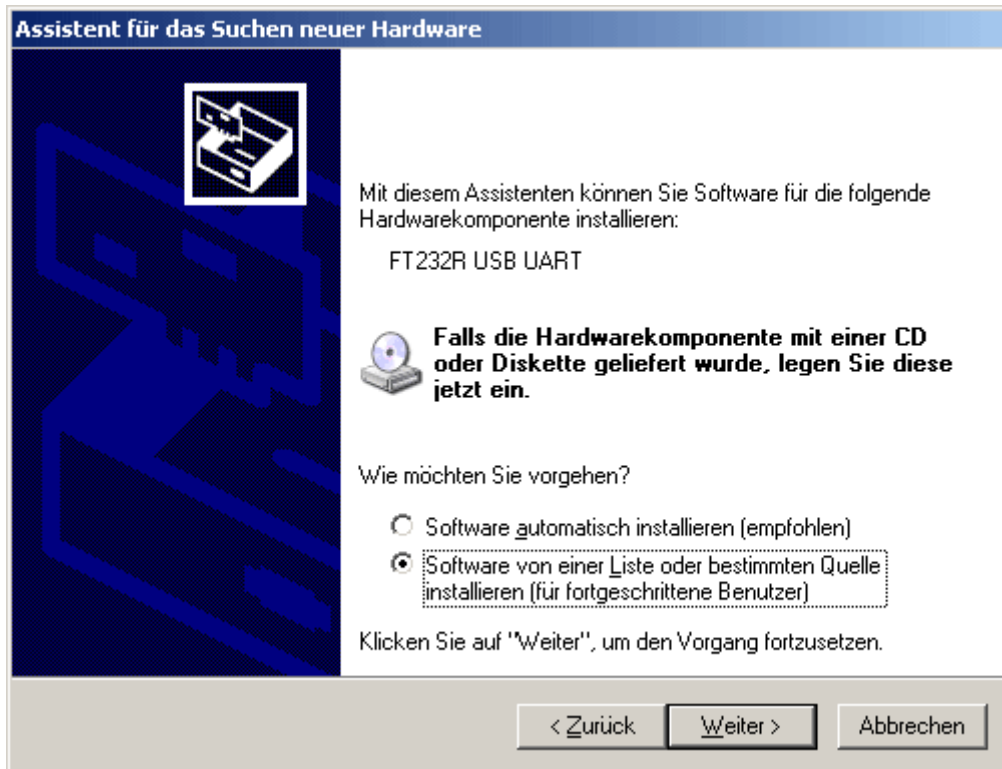 Assistent für das Suchen neuer Hardware
Mit diesem Assistenten können Sie Software für die folgende
Hardwarekomponente installieren:
FT232R USB UART
Falls die Hardwarekomponente mit einer CD
oder Diskette geliefert wurde, legen Sie diese
jetzt ein.
Wie möchten Sie vorgehen?
Software automatisch installieren (empfohlen)
Software von einer Liste oder bestimmten Quelle
installieren (für fortgeschrittene Benutzer)
Klicken Sie auf "Weiter", um den Vorgang fortzusetzen.
< Zurück Weiter > Abbrechen